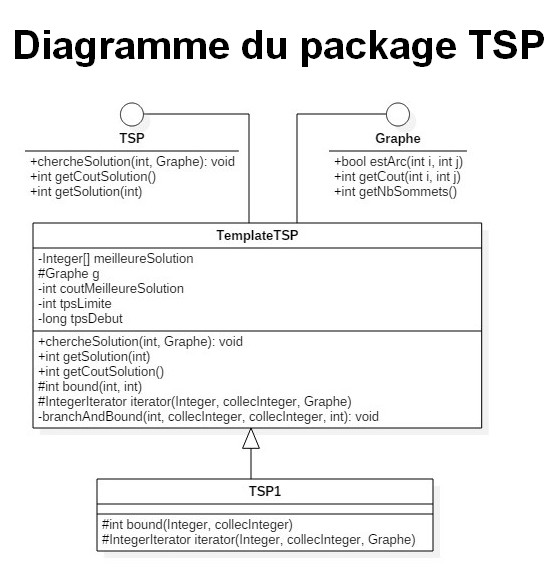 Diagramme du package TSP
TSP
+chercheSolution(int, Graphe): void
+int getCoutSolution()
+int getSolution(int)
Graphe
+bool estArc(int i, int j)
+int getCout(int i, int j)
+int getNbSommets()
TemplateTSP
-Integer[] meilleureSolution
#Graphe g
-int coutMeilleureSolution
-int tpsLimite
-long tpsDebut
+chercheSolution(int, Graphe): void
+int getSolution(int)
+int getCoutSolution()
#int bound(int, int)
#IntegerIterator iterator(Integer, collecInteger, Graphe)
-branchAndBound(int, collecInteger, collecInteger, int): void
TSP1
#int bound(Integer, collecInteger)
#IntegerIterator iterator(Integer, collecInteger, Graphe)